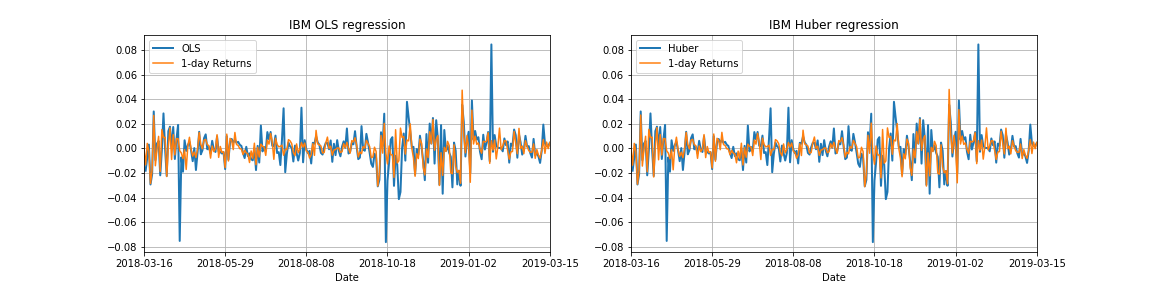 IBM OLS regression
OLS
1-day Returns
0.08
0.06
0.04
0.02
0.00
−0.02
−0.04
−0.06
−0.08
2018-03-16 2018-05-29 2018-08-08 2018-10-18 2019-01-02 2019-03-15
Date
IBM Huber regression
Huber
1-day Returns
0.08
0.06
0.04
0.02
0.00
−0.02
−0.04
−0.06
−0.08
2018-03-16 2018-05-29 2018-08-08 2018-10-18 2019-01-02 2019-03-15
Date